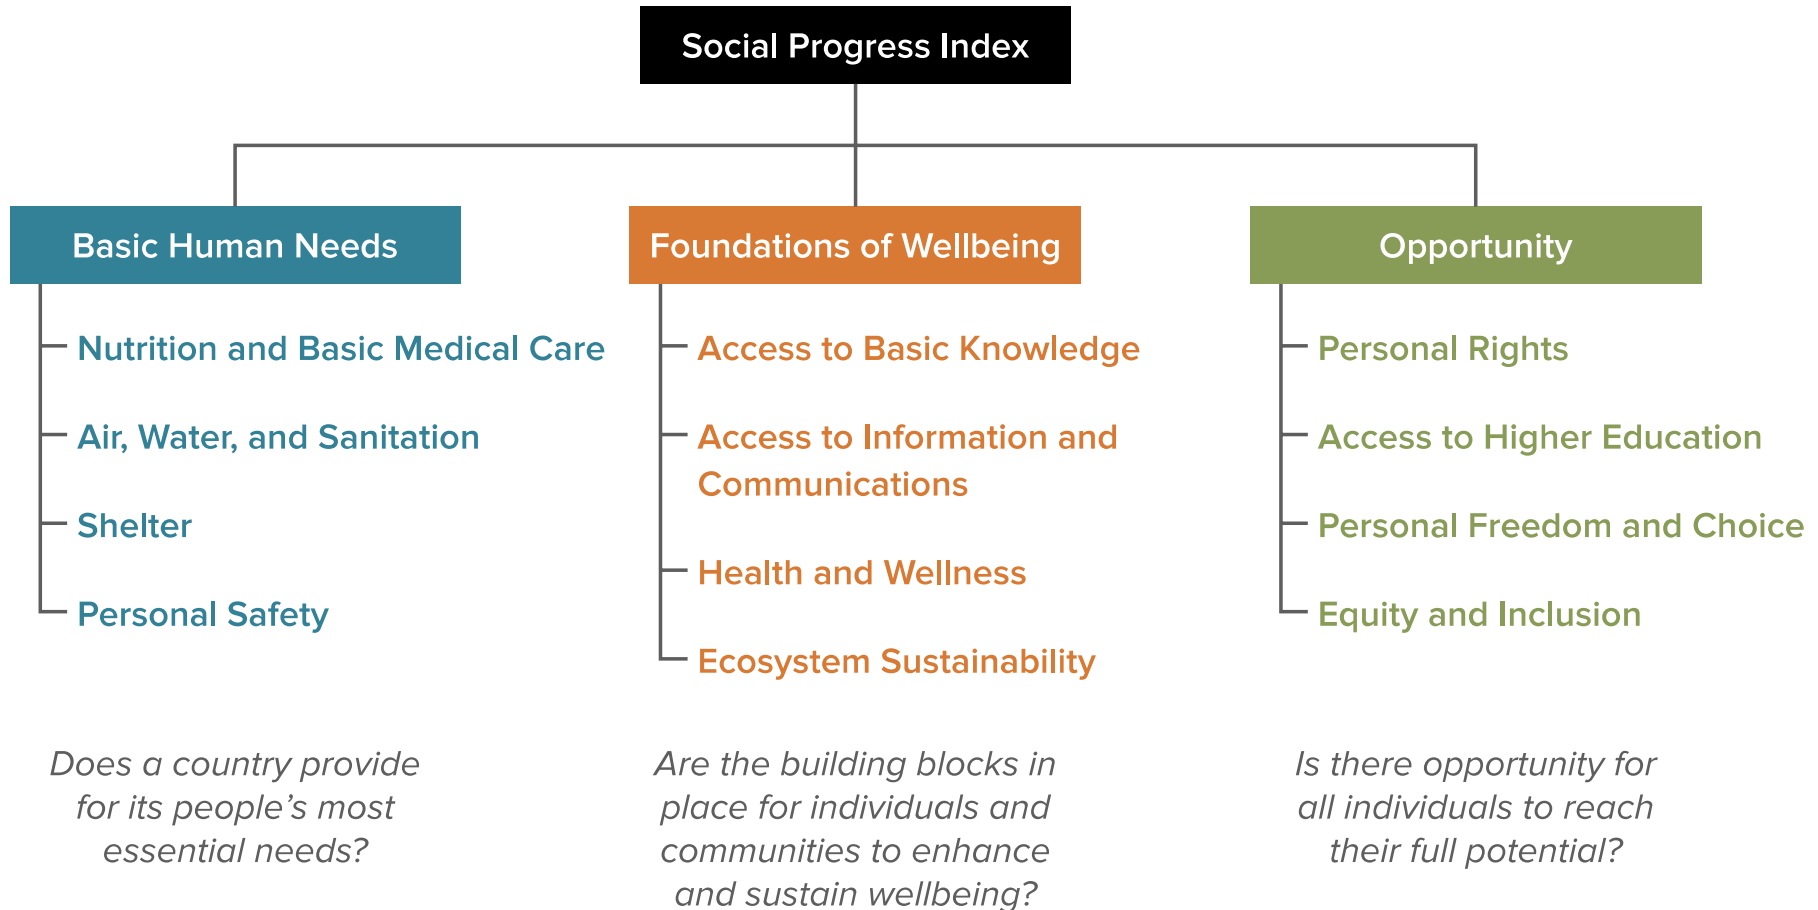 Social Progress Index
Basic Human Needs
Nutrition and Basic Medical Care
Air, Water, and Sanitation
Shelter
Personal Safety
Does a country provide
for its people’s most
essential needs?
Foundations of Wellbeing
Access to Basic Knowledge
Access to Information and
Communications
Health and Wellness
Ecosystem Sustainability
Are the building blocks in
place for individuals and
communities to enhance
and sustain wellbeing?
Opportunity
Personal Rights
Access to Higher Education
Personal Freedom and Choice
Equity and Inclusion
Is there opportunity for
all individuals to reach
their full potential?